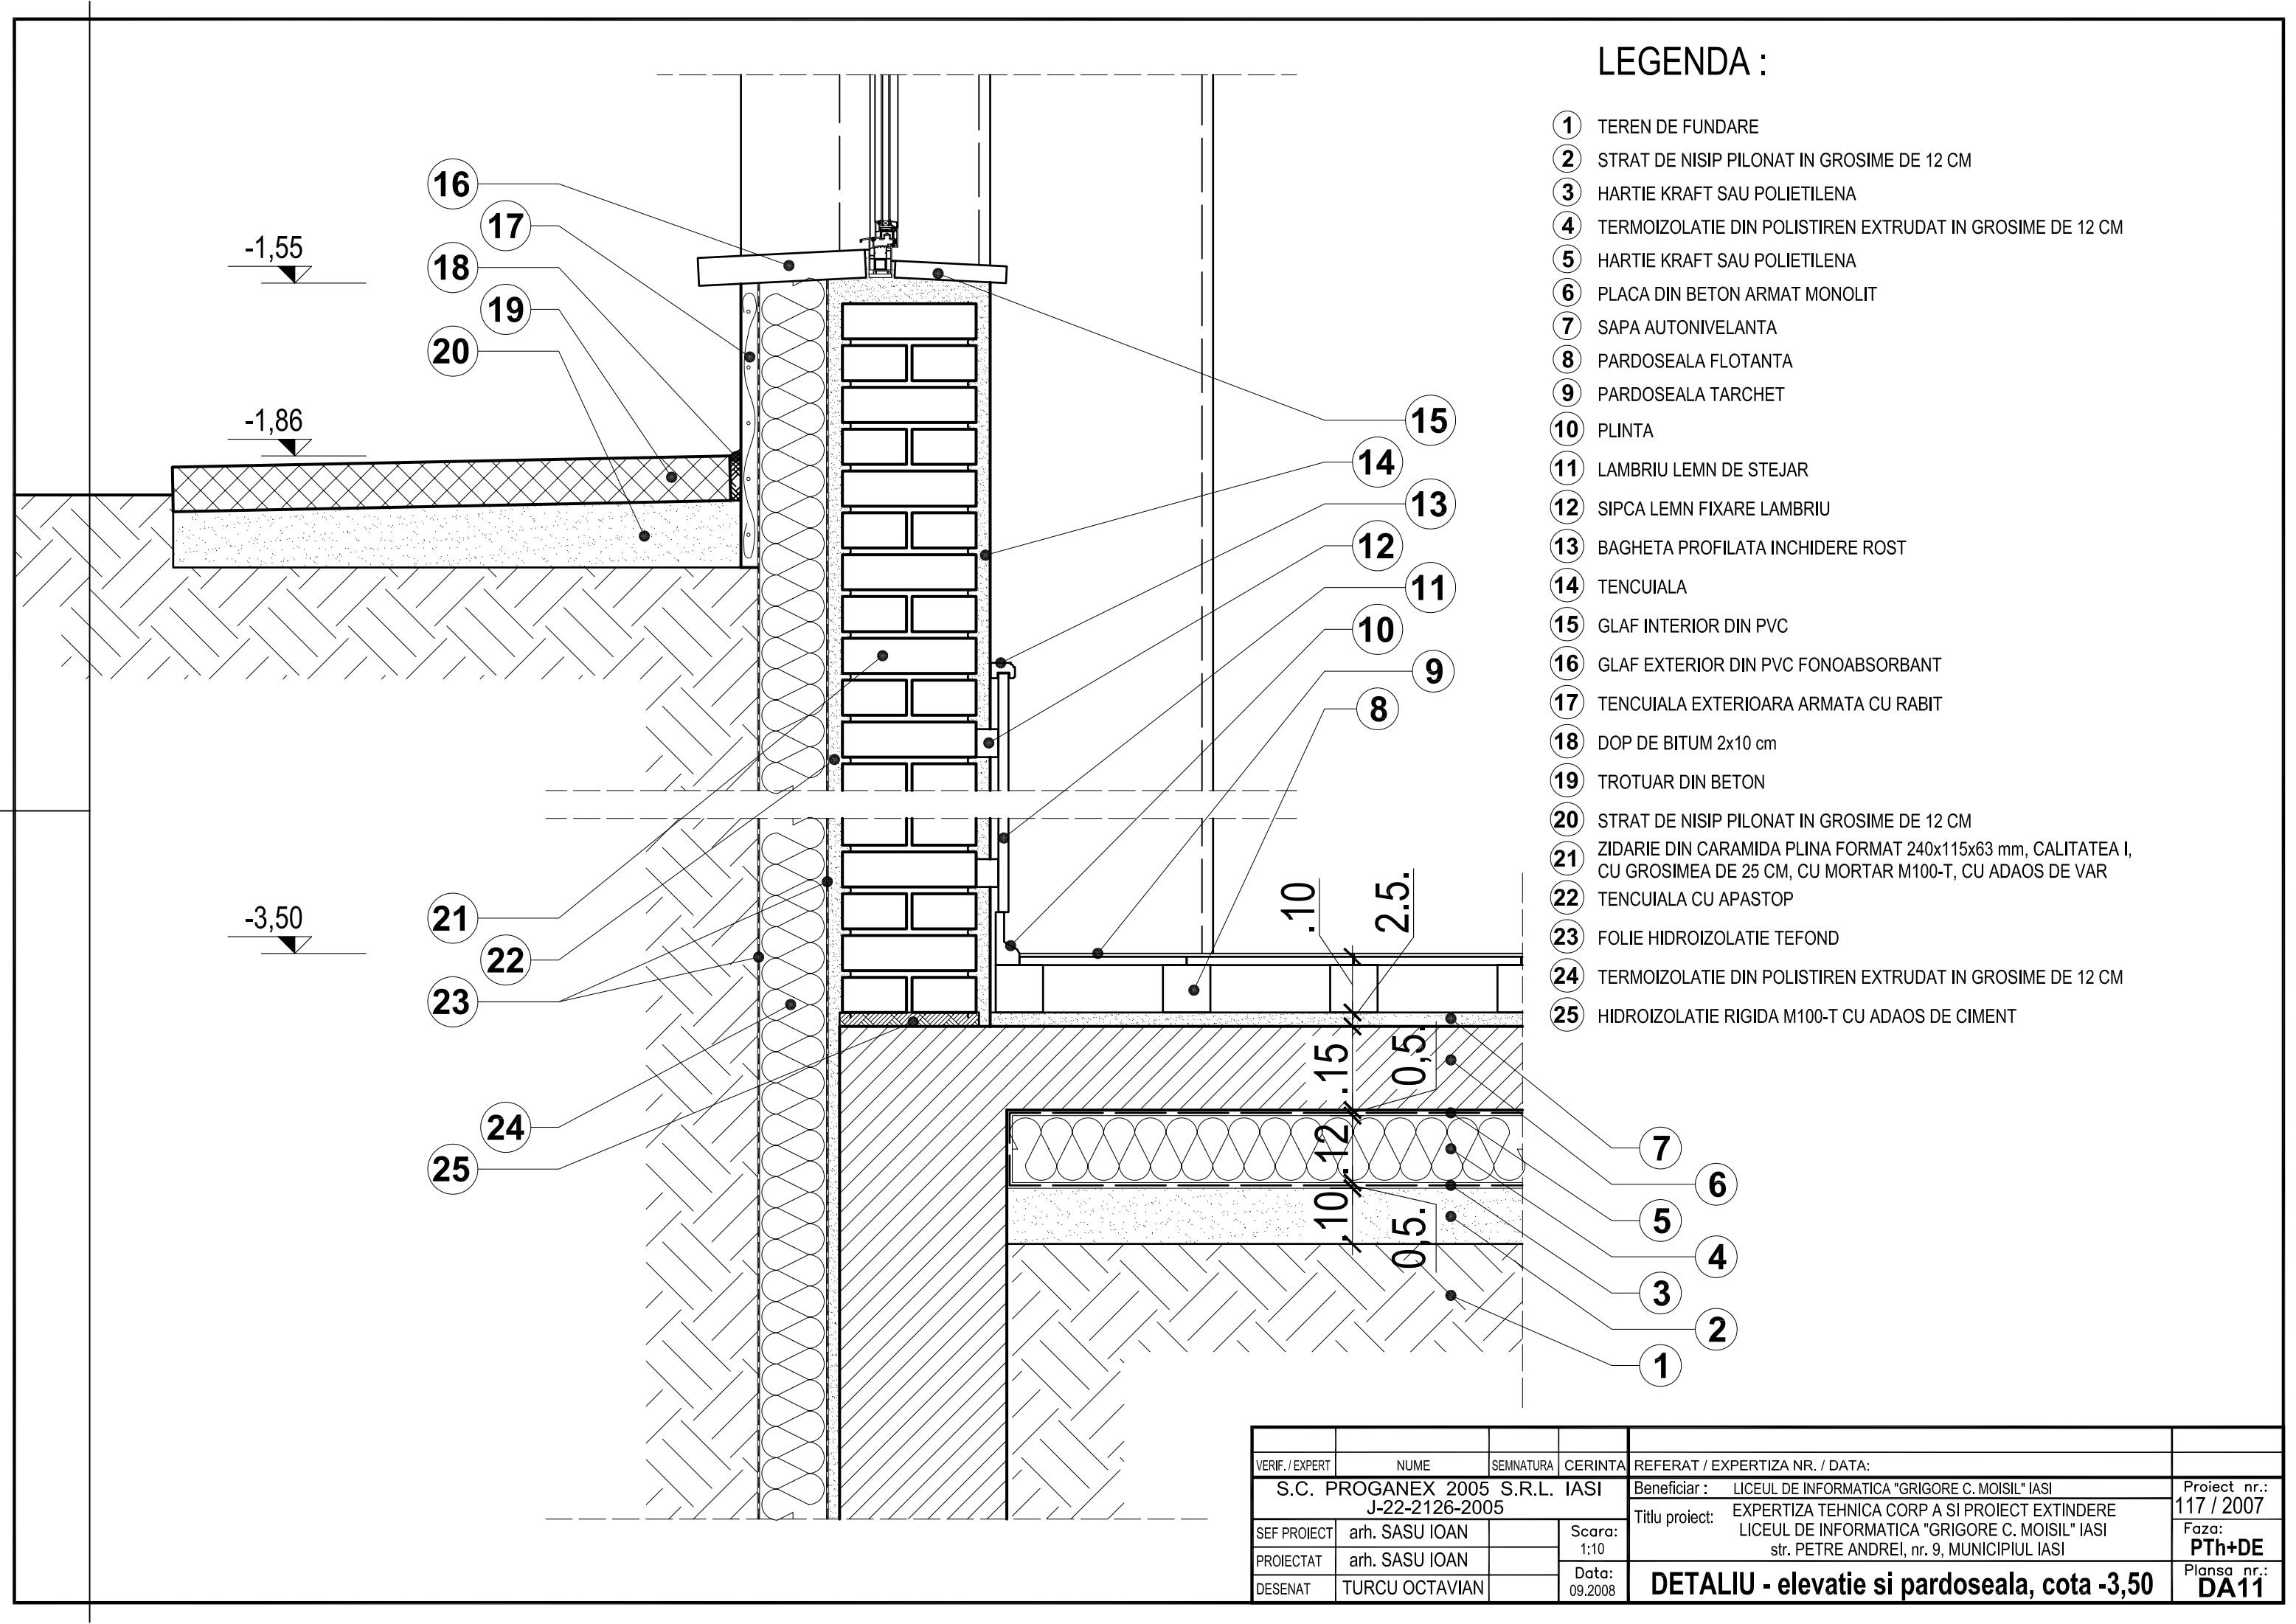 LEGENDA :
1 TEREN DE FUNDARE
2 STRAT DE NISIP PILONAT IN GROSIME DE 12 CM
3 HARTIE KRAFT SAU POLIETILENA
4 TERMOIZOLATIE DIN POLISTIREN EXTRUDAT IN GROSIME DE 12 CM
5 HARTIE KRAFT SAU POLIETILENA
6 PLACA DIN BETON ARMAT MONOLIT
7 SAPA AUTONIVELANTA
8 PARDOSEALA FLOTANTA
9 PARDOSEALA TARCHET
10 PLINTA
11 LAMBRIU LEMN DE STEJAR
12 SIPCA LEMN FIXARE LAMBRIU
13 BAGHETA PROFILATA INCHIDERE ROST
14 TENCUIALA
15 GLAF INTERIOR DIN PVC
16 GLAF EXTERIOR DIN PVC FONOABSORBANT
17 TENCUIALA EXTERIOARA ARMATA CU RABIT
18 DOP DE BITUM 2x10 cm
19 TROTUAR DIN BETON
20 STRAT DE NISIP PILONAT IN GROSIME DE 12 CM
21 ZIDARIE DIN CARAMIDA PLINA FORMAT 240x115x63 mm, CALITATEA I,
CU GROSIMEA DE 25 CM, CU MORTAR M100-T, CU ADAOS DE VAR
22 TENCUIALA CU APASTOP
23 FOLIE HIDROIZOLATIE TEFOND
24 TERMOIZOLATIE DIN POLISTIREN EXTRUDAT IN GROSIME DE 12 CM
25 HIDROIZOLATIE RIGIDA M100-T CU ADAOS DE CIMENT
16
17
-1,55
18
19
20
-1,86
15
14
13
12
11
10
9
8
21
-3,50
22
23
24
25
.10
2.5.
.15
0,5.
.12
.10
0,5.
7
6
5
4
3
2
1
VERIF. / EXPERT NUME SEMNATURA CERINTA REFERAT / EXPERTIZA NR. / DATA:
S.C. PROGANEX 2005 S.R.L. IASI
J-22-2126-2005
Beneficiar : LICEUL DE INFORMATICA "GRIGORE C. MOISIL" IASI
Proiect nr.:
117 / 2007
Titlu proiect: EXPERTIZA TEHNICA CORP A SI PROIECT EXTINDERE
LICEUL DE INFORMATICA "GRIGORE C. MOISIL" IASI
str. PETRE ANDREI, nr. 9, MUNICIPIUL IASI
SEF PROIECT arh. SASU IOAN
Scara:
1:10
Faza:
PTh+DE
PROIECTAT arh. SASU IOAN
DESENAT TURCU OCTAVIAN
Data:
09.2008
DETALIU - elevatie si pardoseala, cota -3,50
Plansa nr.:
DA11